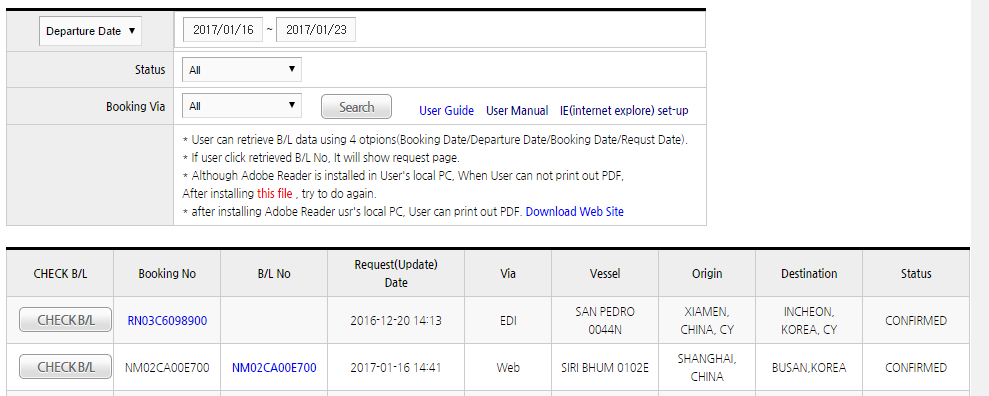 Departure Date ▼ 2017/01/16 ~ 2017/01/23
Status All ▼
Booking Via All ▼ Search User Guide User Manual IE(internet explore) set-up
* User can retrieve B/L data using 4 otpions(Booking Date/Departure Date/Booking Date/Requst Date).
* If user click retrieved B/L No, It will show request page.
* Although Adobe Reader is installed in User's local PC, When User can not print out PDF,
After installing this file , try to do again.
* after installing Adobe Reader usr's local PC, User can print out PDF. Download Web Site
CHECK B/L Booking No B/L No Request(Update) Date Via Vessel Origin Destination Status
CHECK B/L RN03C6098900 2016-12-20 14:13 EDI SAN PEDRO 0044N XIAMEN, CHINA, CY INCHEON, KOREA, CY CONFIRMED
CHECK B/L NM02CA00E700 NM02CA00E700 2017-01-16 14:41 Web SIRI BHUM 0102E SHANGHAI, CHINA BUSAN,KOREA CONFIRMED